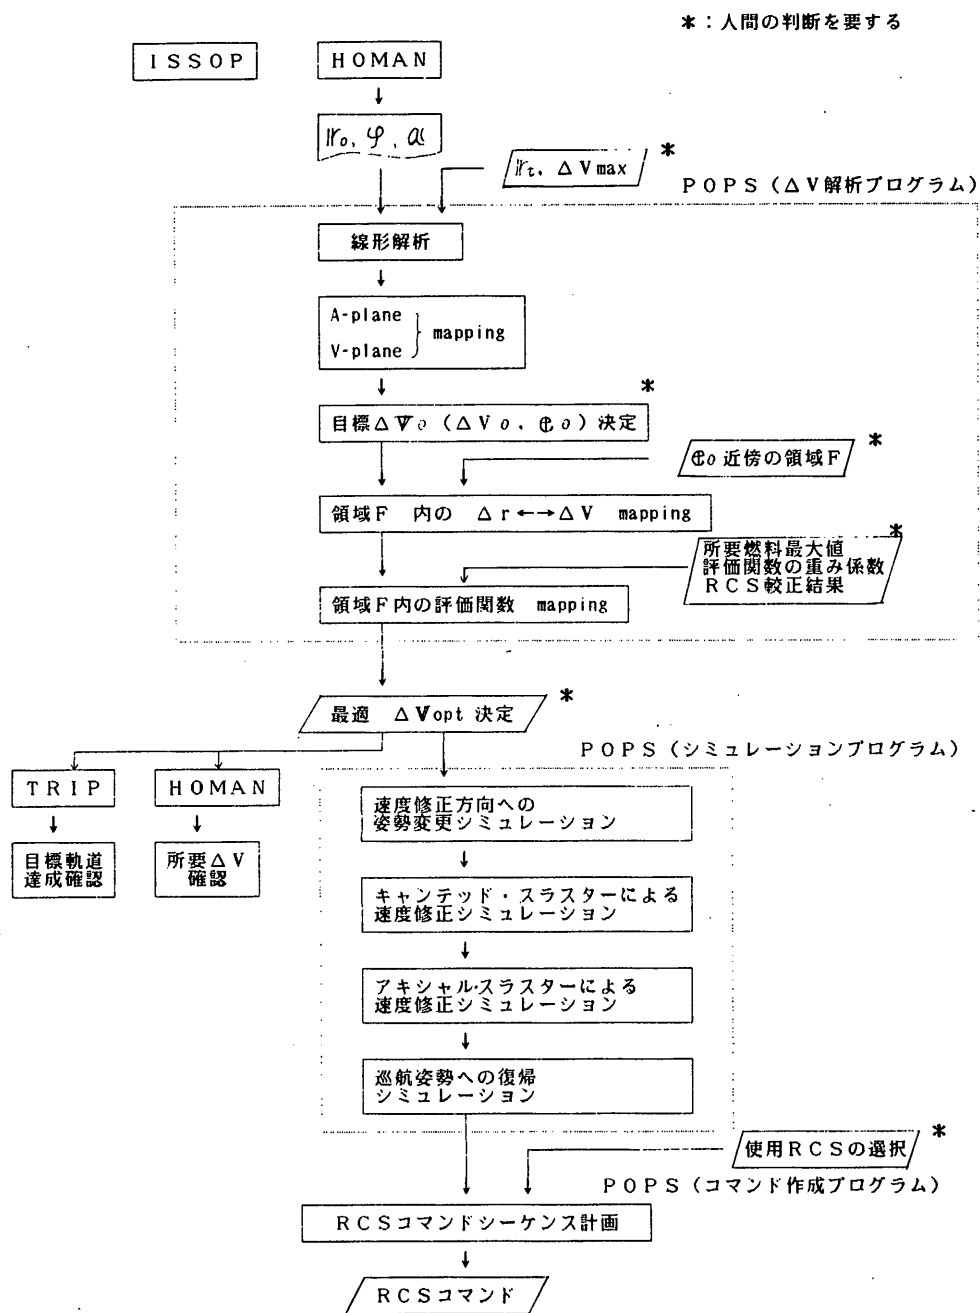 *:人間の判断を要する
ISSOP
HOMAN
𝕣o, φ, α
𝕣t, ΔVmax *
POPS(ΔV解析プログラム)
線形解析
A-plane
V-plane
mapping
*
目標Δ𝕍o(ΔVo, 𝕖o)決定
𝕖o近傍の領域F *
領域F 内の Δr←→ΔV mapping
*
所要燃料最大値
評価関数の重み係数
RCS較正結果
領域F内の評価関数 mapping
最適 Δ𝕍opt 決定 *
POPS(シミュレーションプログラム)
TRIP
HOMAN
目標軌道
達成確認
所要ΔV
確認
速度修正方向への
姿勢変更シミュレーション
キャンテッド・スラスターによる
速度修正シミュレーション
アキシャル・スラスターによる
速度修正シミュレーション
巡航姿勢への復帰
シミュレーション
使用RCSの選択 *
POPS(コマンド作成プログラム)
RCSコマンドシーケンス計画
RCSコマンド